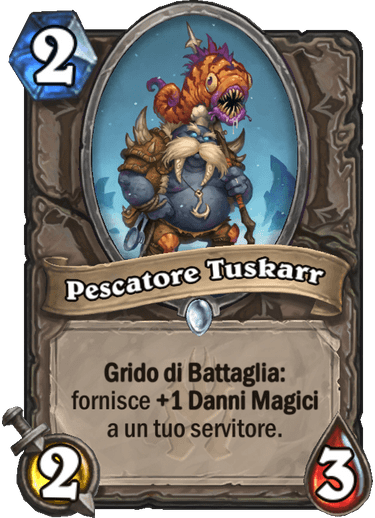 2
Pescatore Tuskarr
Grido di Battaglia:
fornisce +1 Danni Magici
a un tuo servitore.
2
3